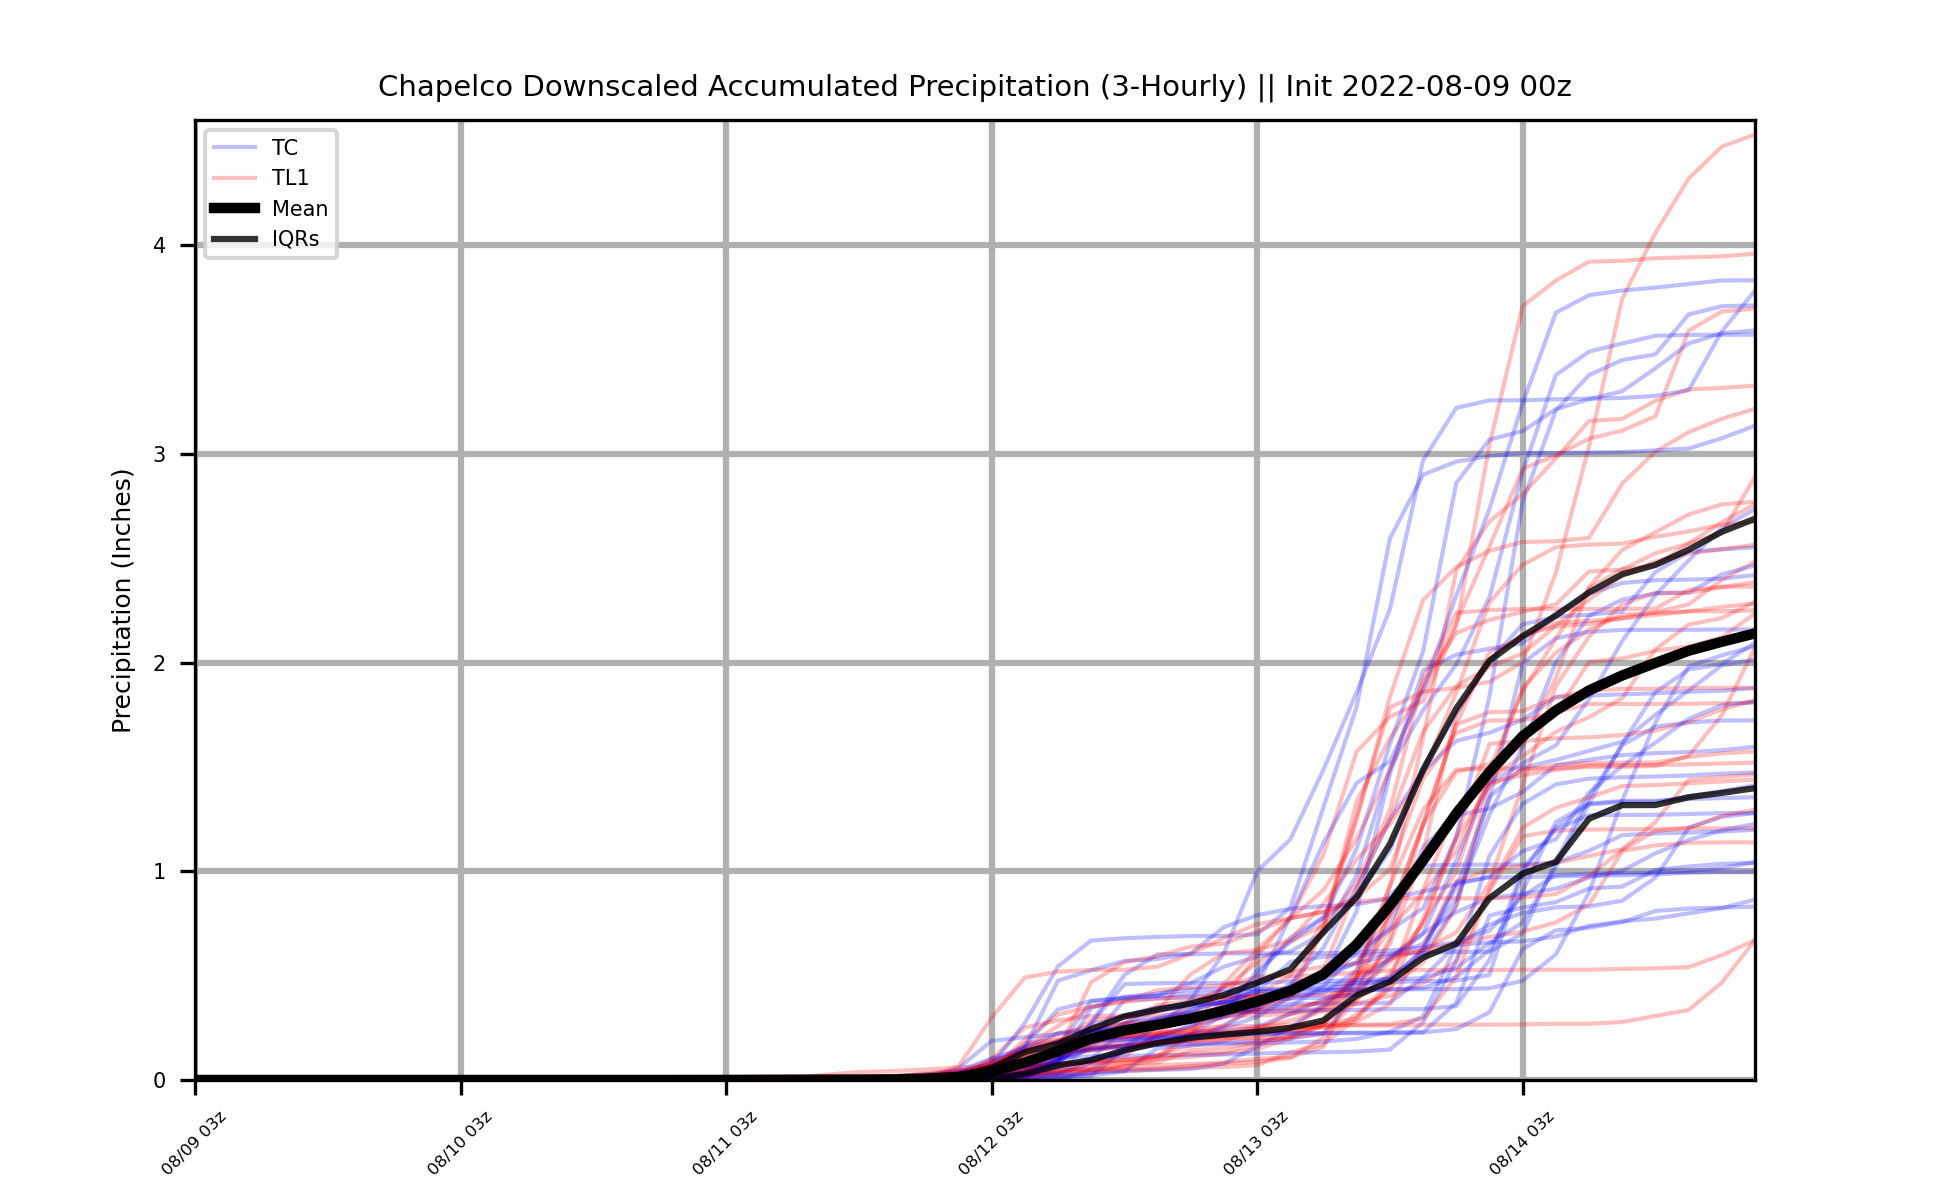 Chapelco Downscaled Accumulated Precipitation (3-Hourly) || Init 2022-08-09 00z
TC
TL1
Mean
IQRs
Precipitation (Inches)
4
3
2
1
0
08/09 03z
08/10 03z
08/11 03z
08/12 03z
08/13 03z
08/14 03z